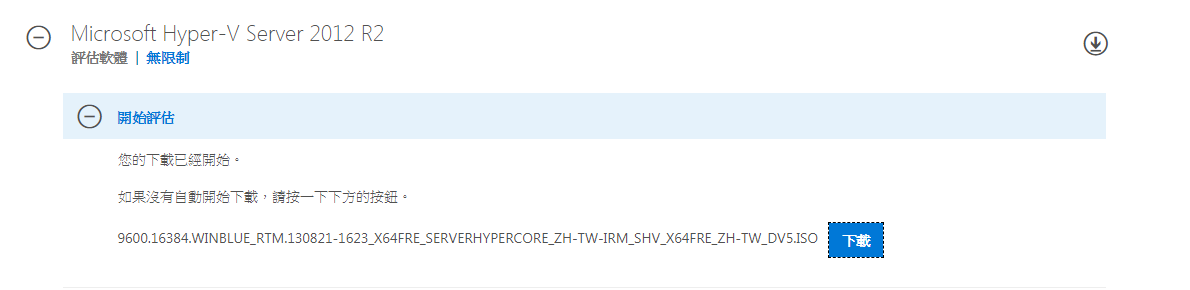 Microsoft Hyper-V Server 2012 R2
評估軟體 | 無限制
開始評估
您的下載已經開始。
如果沒有自動開始下載，請按一下下方的按鈕。
9600.16384.WINBLUE_RTM.130821-1623_X64FRE_SERVERHYPERCORE_ZH-TW-IRM_SHV_X64FRE_ZH-TW_DV5.ISO 下載